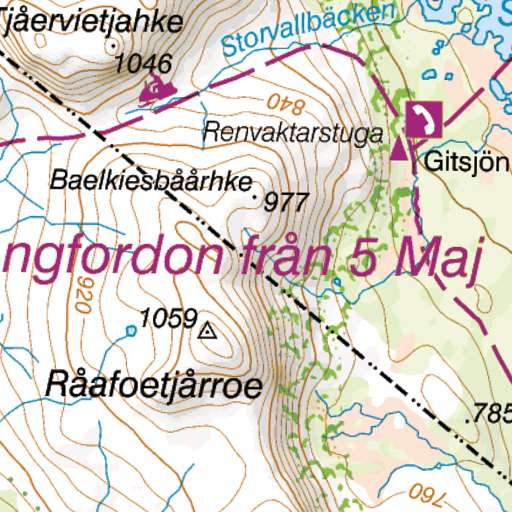 Tjåervietjahke
Storvallbäcken
1046
840
Renvaktarstuga
Gitsjön
Baelkiesbåårhke
977
ngfordon från 5 Maj
920
1059
Råafoetjårroe
785
760